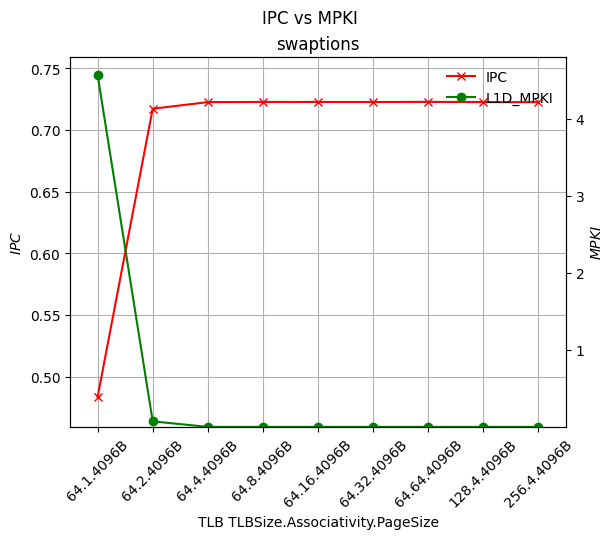 IPC vs MPKI
swaptions
IPC
L1D_MPKI
0.75
0.70
0.65
0.60
0.55
0.50
IPC
4
3
2
1
MPKI
64.1.4096B
64.2.4096B
64.4.4096B
64.8.4096B
64.16.4096B
64.32.4096B
64.64.4096B
128.4.4096B
256.4.4096B
TLB TLBSize.Associativity.PageSize